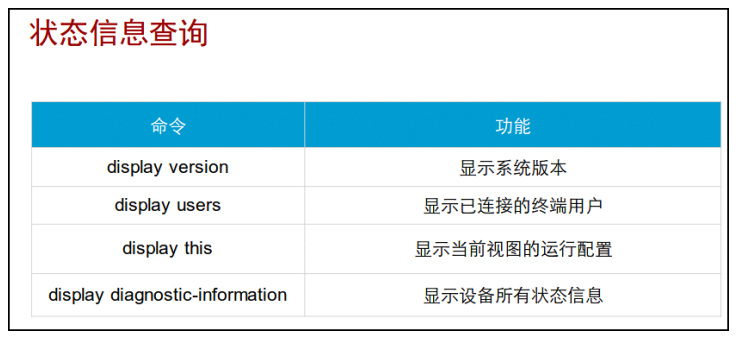 状态信息查询
命令 功能
display version 显示系统版本
display users 显示已连接的终端用户
display this 显示当前视图的运行配置
display diagnostic-information 显示设备所有状态信息